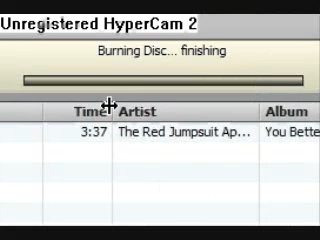 Unregistered HyperCam 2
Burning Disc... finishing
Time Artist Album
3:37 The Red Jumpsuit Ap... You Bette